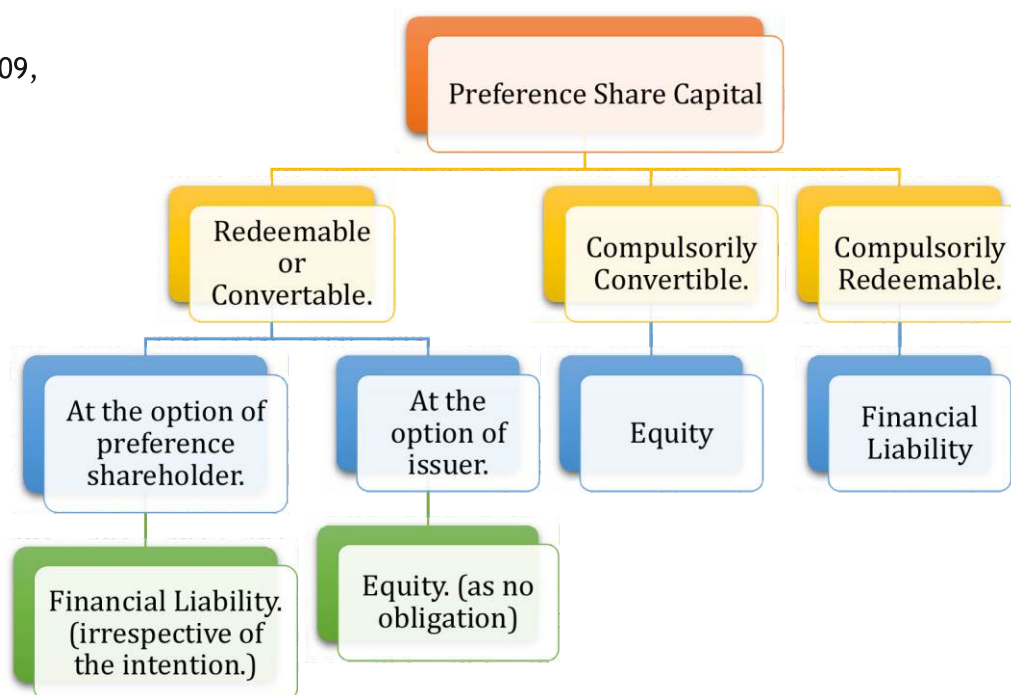 09,
Preference Share Capital
Redeemable
or
Convertable.
Compulsorily
Convertible.
Compulsorily
Redeemable.
At the option of
preference
shareholder.
At the
option of
issuer.
Equity
Financial
Liability
Financial Liability.
(irrespective of
the intention.)
Equity. (as no
obligation)